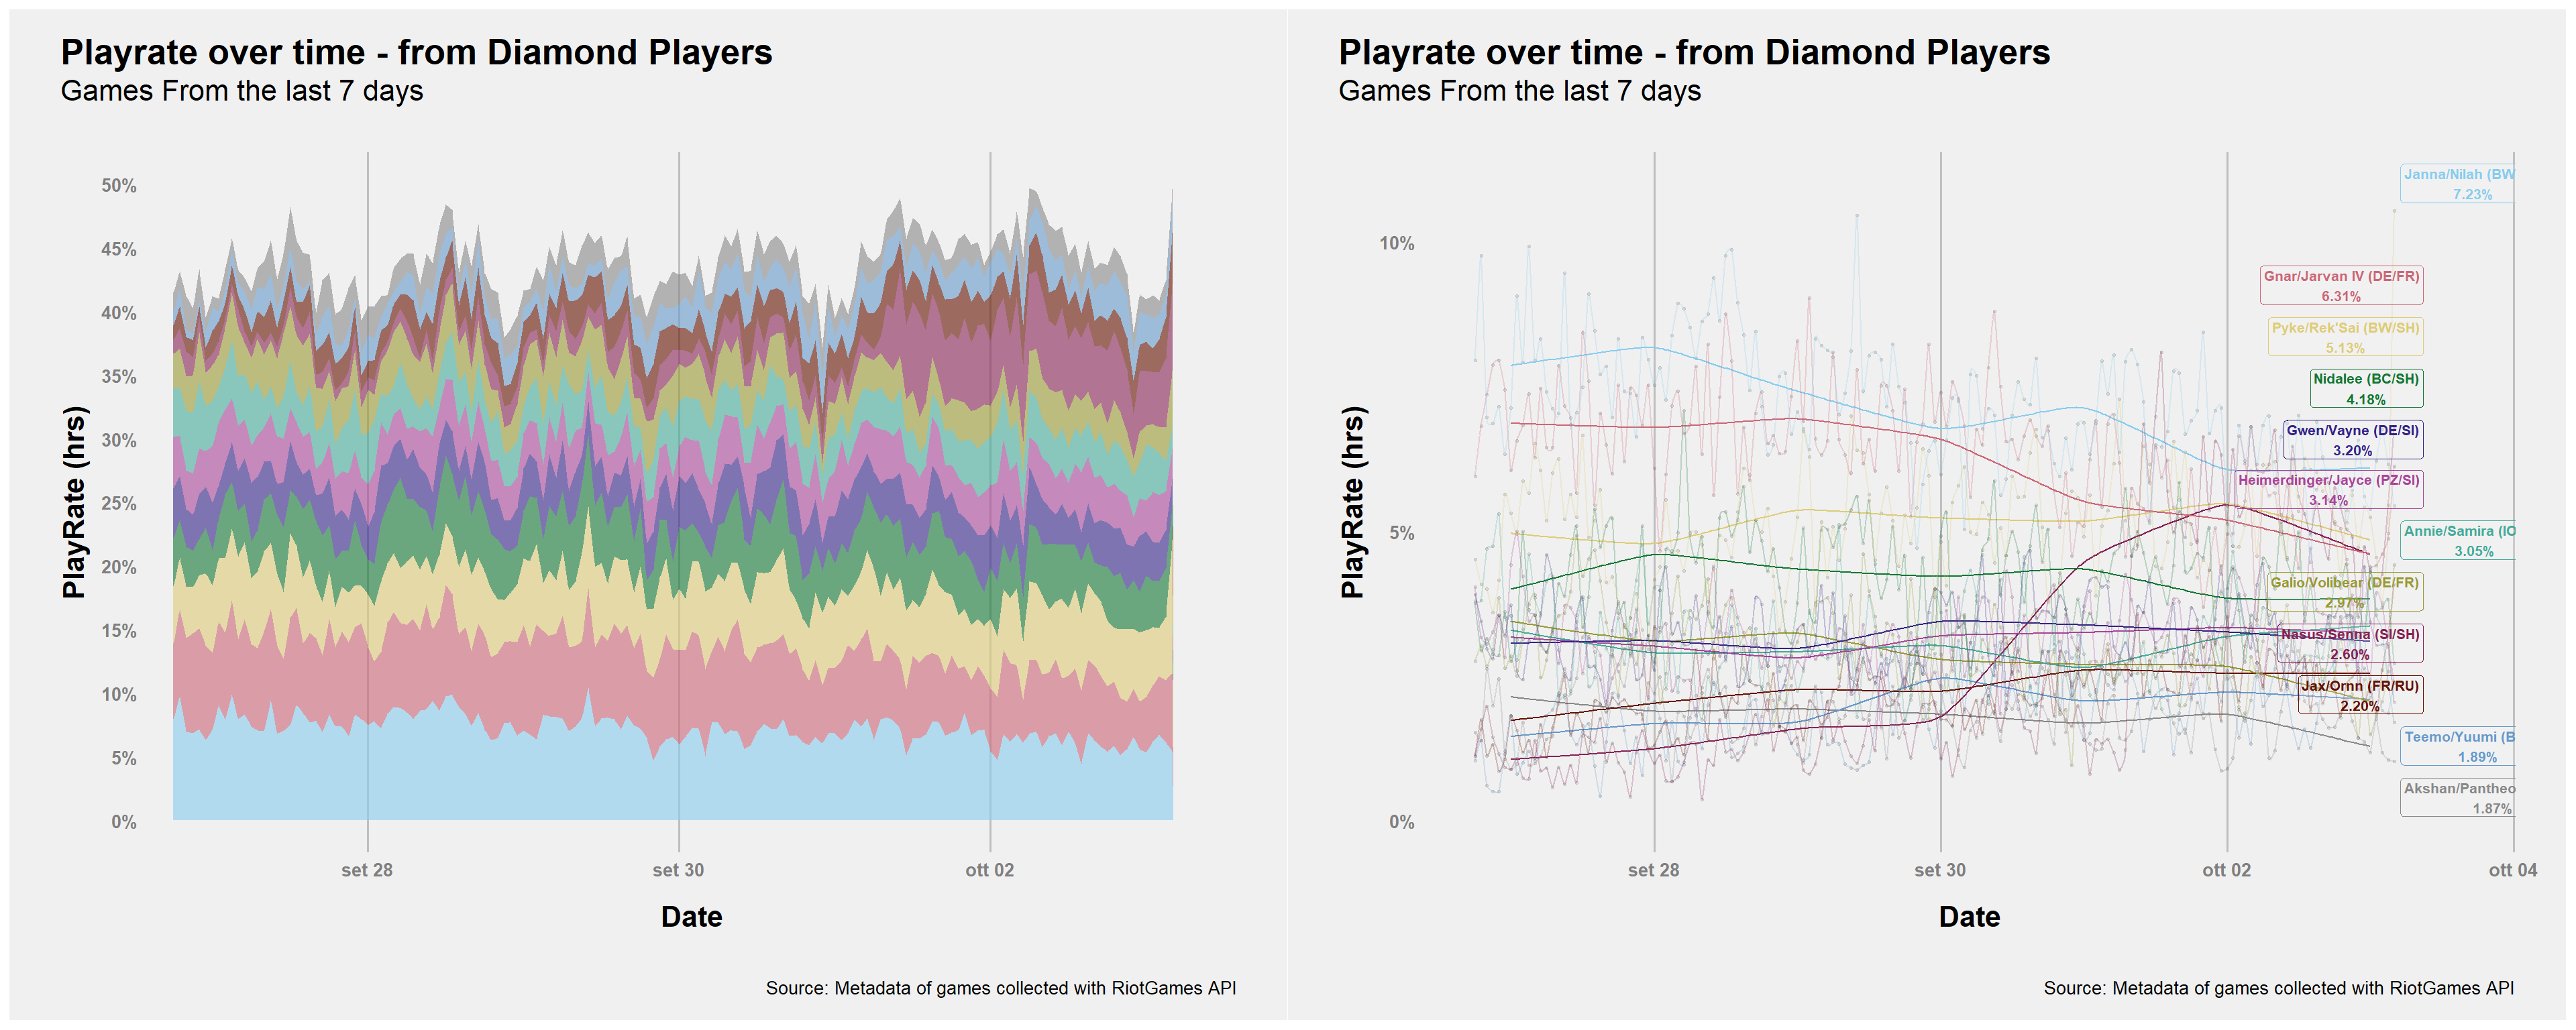 Playrate over time - from Diamond Players
Games From the last 7 days
PlayRate (hrs)
50%
45%
40%
35%
30%
25%
20%
15%
10%
5%
0%
set 28
set 30
ott 02
Date
Source: Metadata of games collected with RiotGames API
Playrate over time - from Diamond Players
Games From the last 7 days
PlayRate (hrs)
10%
5%
0%
Janna/Nilah (BW
7.23%
Gnar/Jarvan IV (DE/FR)
6.31%
Pyke/Rek'Sai (BW/SH)
5.13%
Nidalee (BC/SH)
4.18%
Gwen/Vayne (DE/SI)
3.20%
Heimerdinger/Jayce (PZ/SI)
3.14%
Annie/Samira (IO
3.05%
Galio/Volibear (DE/FR)
2.97%
Nasus/Senna (SI/SH)
2.60%
Jax/Ornn (FR/RU)
2.20%
Teemo/Yuumi (B
1.89%
Akshan/Pantheo
1.87%
set 28
set 30
ott 02
ott 04
Date
Source: Metadata of games collected with RiotGames API